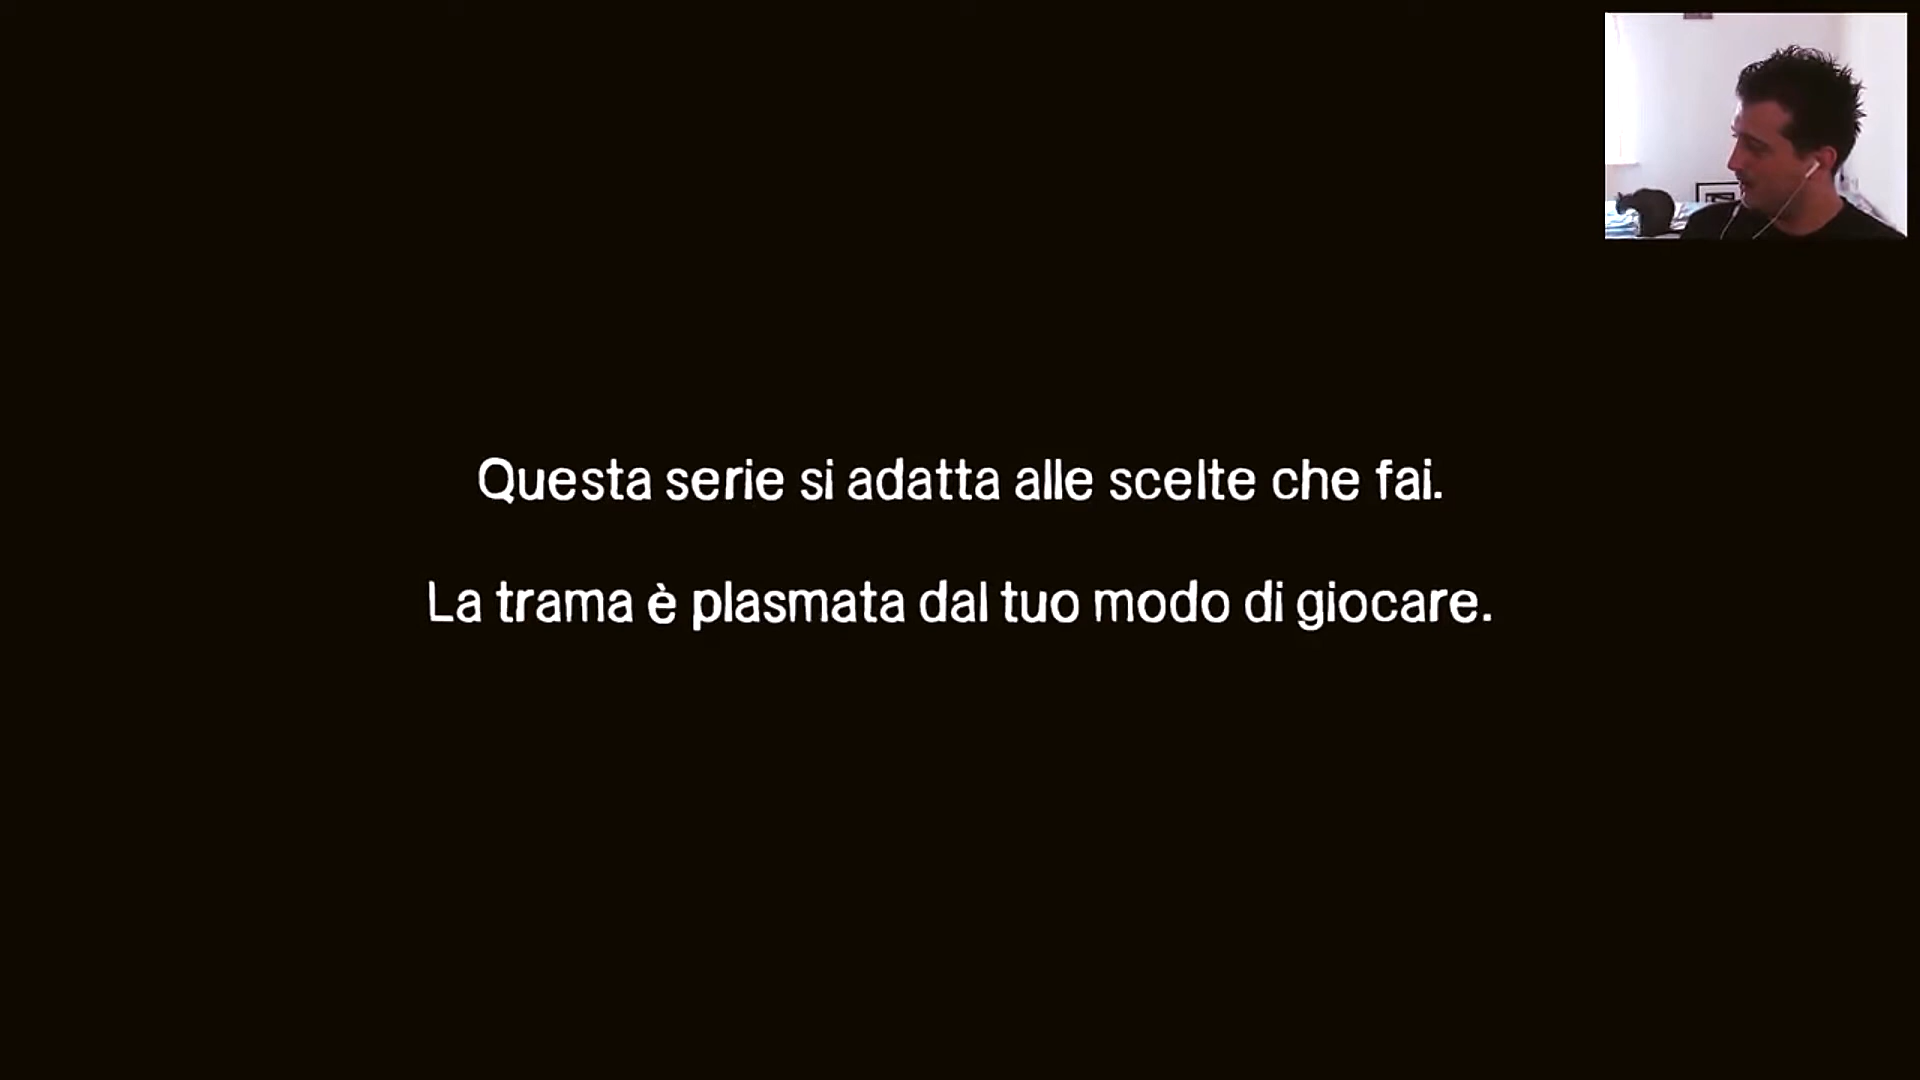 Questa serie si adatta alle scelte che fai.
La trama è plasmata dal tuo modo di giocare.